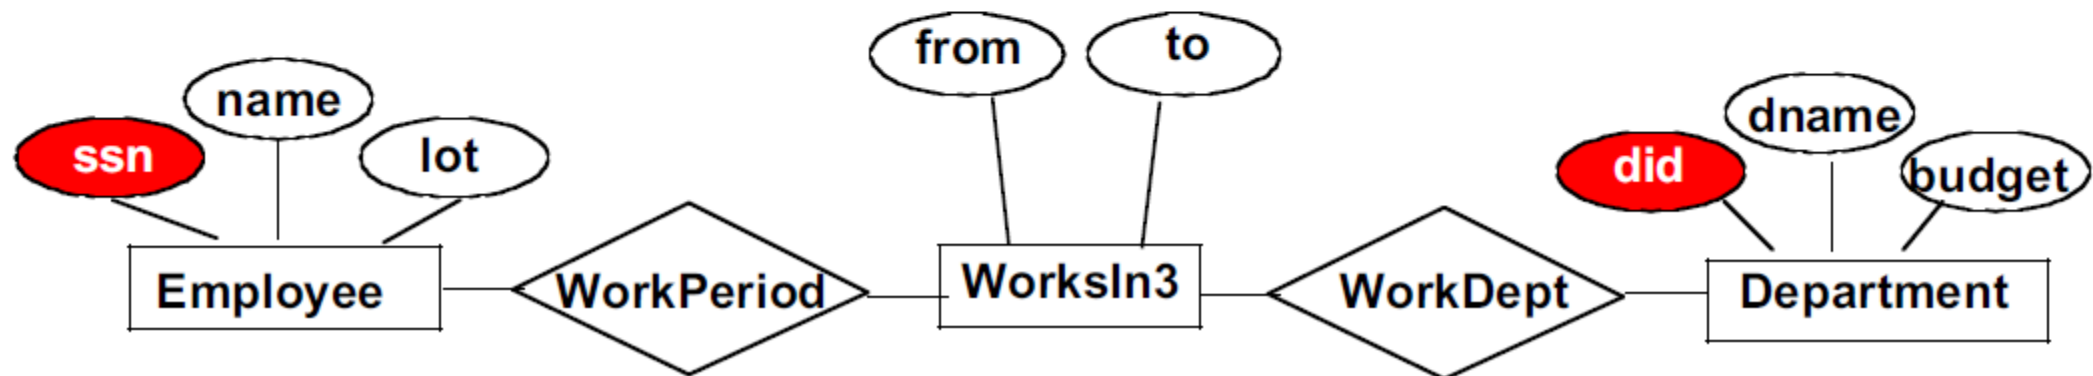 from
to
name
dname
ssn
lot
did
budget
Employee
WorkPeriod
WorksIn3
WorkDept
Department